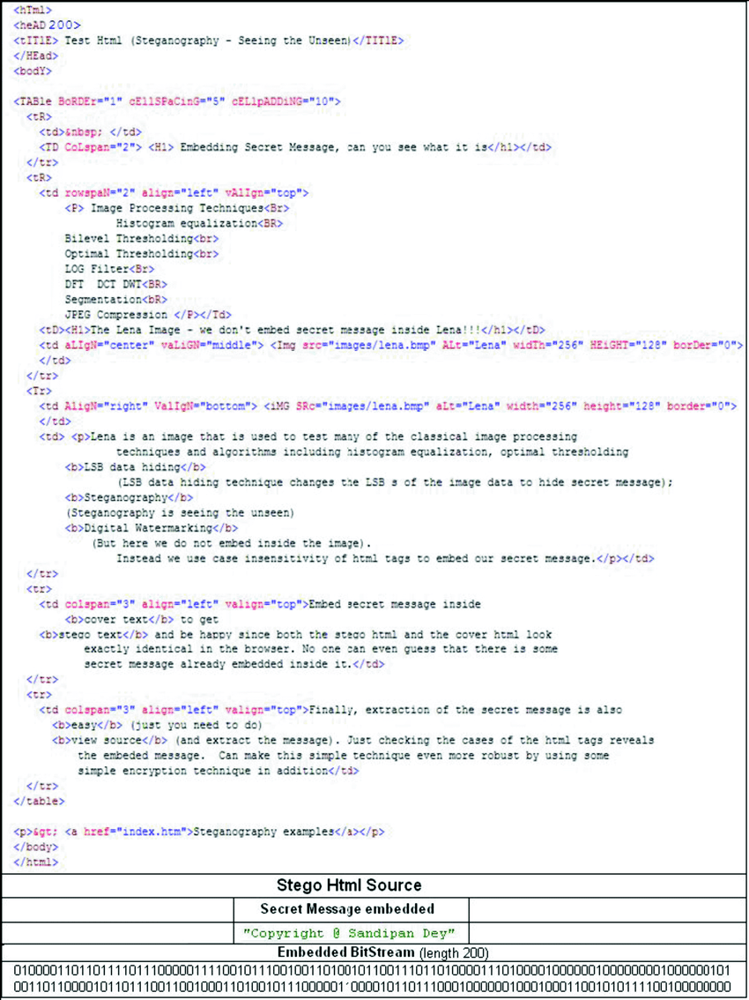 <hTml>
<heAD 200>
<tITlE> Test Html (Steganography - Seeing the Unseen)</TITlE>
</HEad>
<bodY>
<TABle BoRDEr="1" cEllSPaCinG="5" cELlpADDiNG="10">
<tR>
<td>&nbsp; </td>
<TD CoLspan="2"> <H1> Embedding Secret Message, can you see what it is</h1></td>
</tr>
<tR>
<td rowspaN="2" align="left" vAlIgn="top">
<P> Image Processing Techniques<Br>
Histogram equalization<BR>
Bilevel Thresholding<br>
Optimal Thresholding<br>
LOG Filter<Br>
DFT  DCT DWT<BR>
Segmentation<bR>
JPEG Compression </P></Td>
<tD><H1>The Lena Image - we don't embed secret message inside Lena!!!</h1></tD>
<td aLIgN="center" vaLiGN="middle"> <Img src="images/lena.bmp" ALt="Lena" widTh="256" HEiGHT="128" borDer="0">
</td>
</tr>
<Tr>
<td AligN="right" ValIgN="bottom"> <iMG SRc="images/lena.bmp" aLt="Lena" width="256" height="128" border="0">
</td>
<td> <p>Lena is an image that is used to test many of the classical image processing
techniques and algorithms including histogram equalization, optimal thresholding
<b>LSB data hiding</b>
(LSB data hiding technique changes the LSB s of the image data to hide secret message);
<b>Steganography</b>
(Steganography is seeing the unseen)
<b>Digital Watermarking</b>
(But here we do not embed inside the image).
Instead we use case insensitivity of html tags to embed our secret message.</p></td>
</tr>
<tr>
<td colspan="3" align="left" valign="top">Embed secret message inside
<b>cover text</b> to get
<b>stego text</b> and be happy since both the stego html and the cover html look
exactly identical in the browser. No one can even guess that there is some
secret message already embedded inside it.</td>
</tr>
<tr>
<td colspan="3" align="left" valign="top">Finally, extraction of the secret message is also
<b>easy</b> (just you need to do)
<b>view source</b> (and extract the message). Just checking the cases of the html tags reveals
the embeded message.  Can make this simple technique even more robust by using some
simple encryption technique in addition</td>
</tr>
</table>
<p>&gt; <a href="index.htm">Steganography examples</a></p>
</body>
</html>
Stego Html Source
Secret Message embedded
"Copyright @ Sandipan Dey"
Embedded BitStream (length 200)
0100001101101111011100000111100101110010011010010110011101101000011101000010000001000000001000000101
0011011000010110111001100100011010010111000001100001011011100010000001000100011001010111100100000000